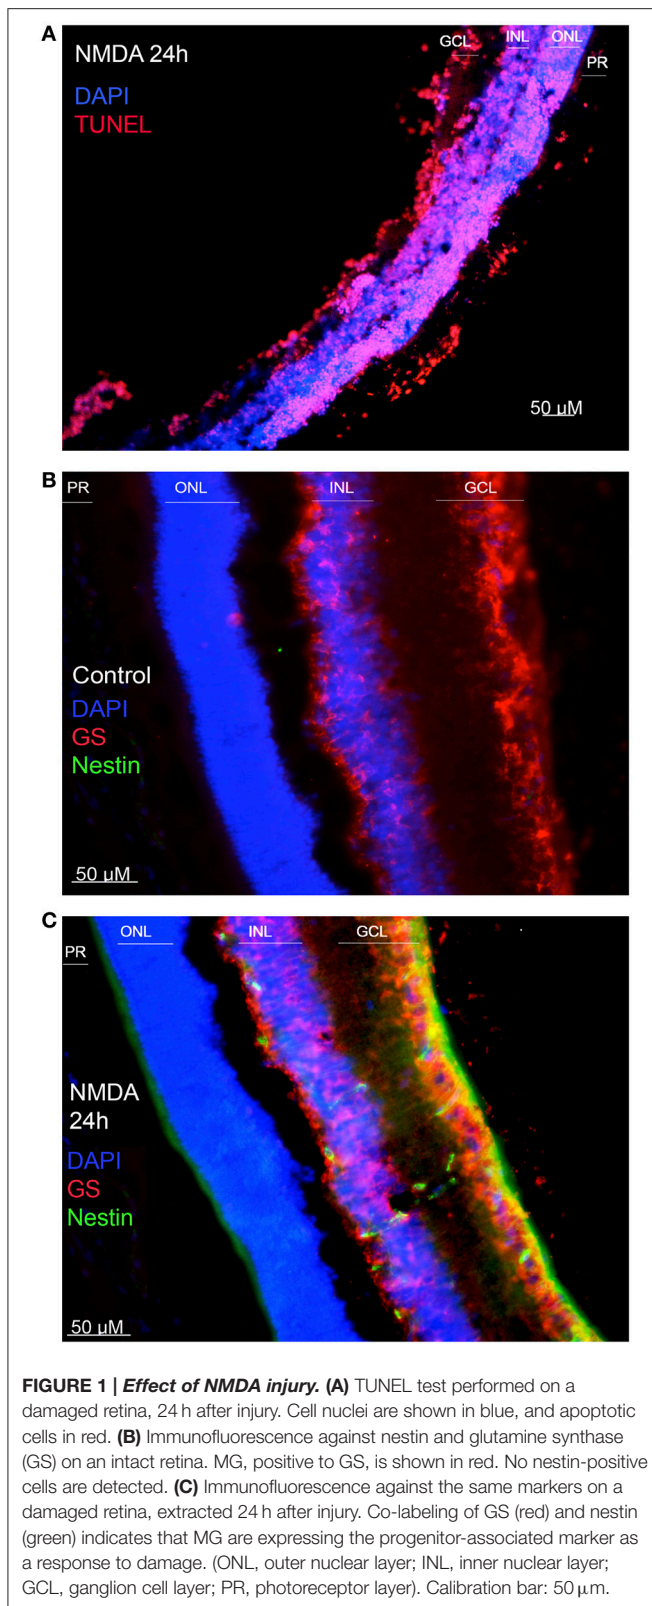 A
GCL
INL
ONL
PR
NMDA 24h
DAPI
TUNEL
50 µM
B
PR
ONL
INL
GCL
Control
DAPI
GS
Nestin
50 µM
C
ONL
INL
GCL
PR
NMDA
24h
DAPI
GS
Nestin
50 µM
FIGURE 1 | Effect of NMDA injury. (A) TUNEL test performed on a
damaged retina, 24 h after injury. Cell nuclei are shown in blue, and apoptotic
cells in red. (B) Immunofluorescence against nestin and glutamine synthase
(GS) on an intact retina. MG, positive to GS, is shown in red. No nestin-positive
cells are detected. (C) Immunofluorescence against the same markers on a
damaged retina, extracted 24 h after injury. Co-labeling of GS (red) and nestin
(green) indicates that MG are expressing the progenitor-associated marker as
a response to damage. (ONL, outer nuclear layer; INL, inner nuclear layer;
GCL, ganglion cell layer; PR, photoreceptor layer). Calibration bar: 50 µm.